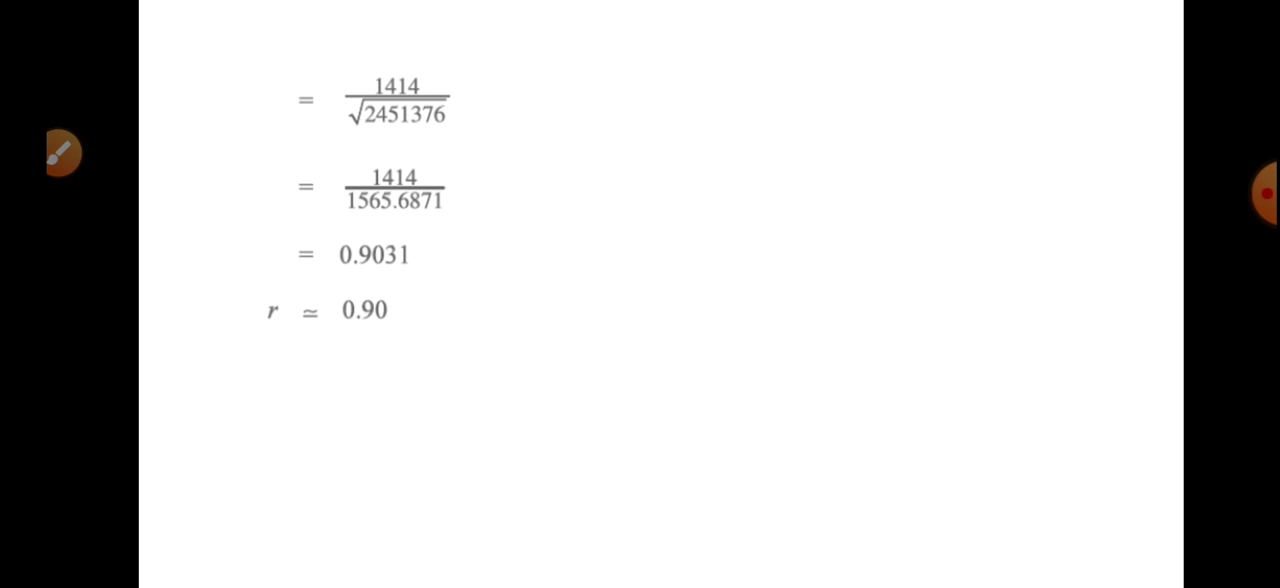 = 1414 / √2451376
= 1414 / 1565.6871
= 0.9031
r ≃ 0.90